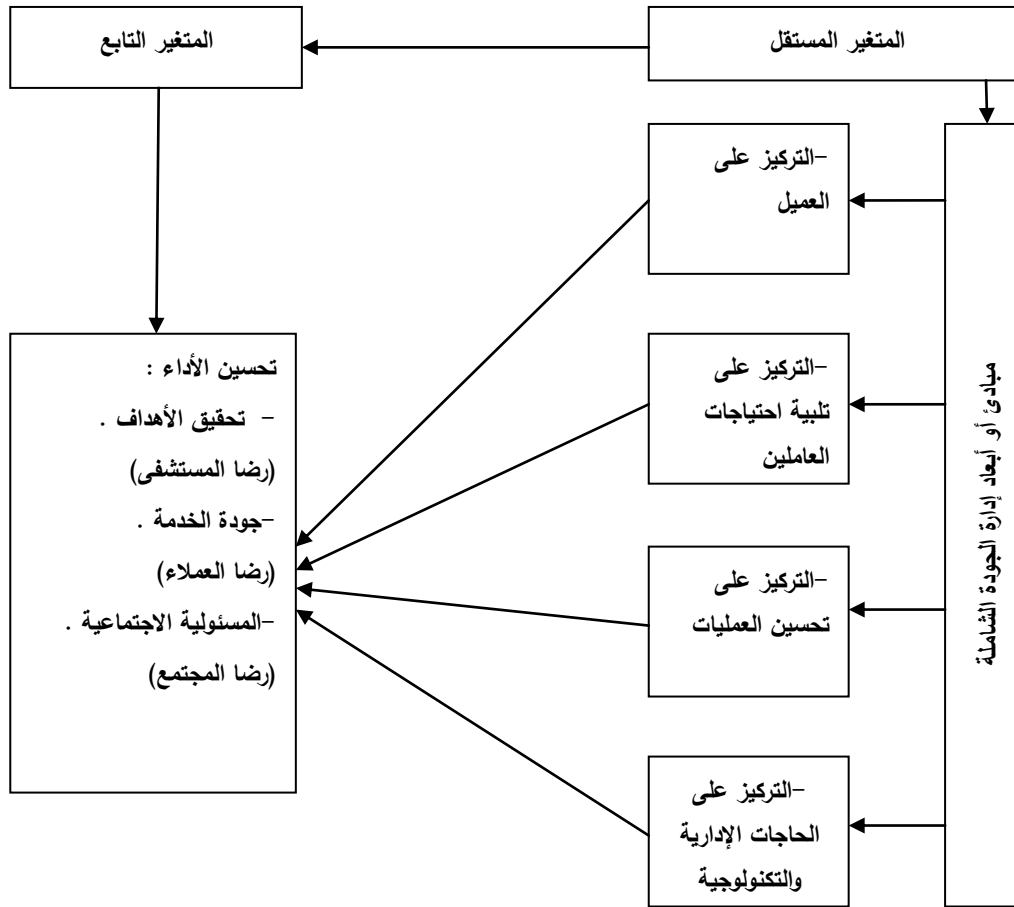 المتغير المستقل
المتغير التابع
مبادئ أو أبعاد إدارة الجودة الشاملة
-التركيز على
العميل
-التركيز على
تلبية احتياجات
العاملين
-التركيز على
تحسين العمليات
-التركيز على
الحاجات الإدارية
والتكنولوجية
تحسين الأداء :
- تحقيق الأهداف .
(رضا المستشفى)
-جودة الخدمة .
(رضا العملاء)
-المسئولية الاجتماعية .
(رضا المجتمع)